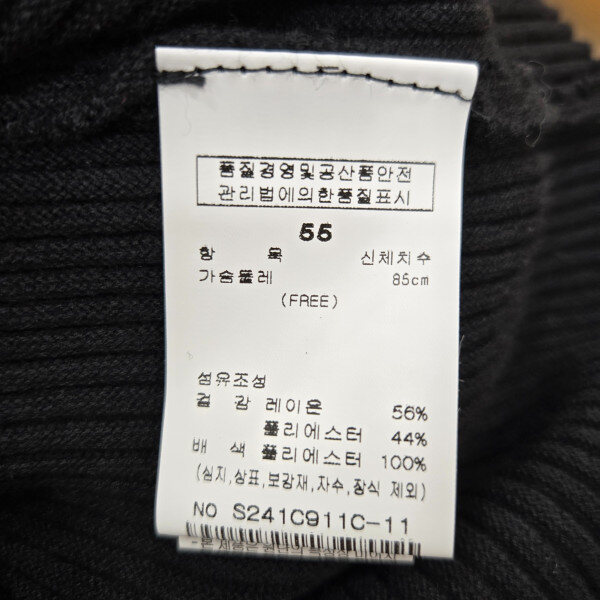 품질경영및공산품안전
관리법에의한품질표시
55
항 목 신체치수
가슴둘레 85cm
(FREE)
섬유조성
겉 감 레이온 56%
폴리에스터 44%
배 색 폴리에스터 100%
(심지,상표,보강재,자수,장식 제외)
NO S241C911C-11